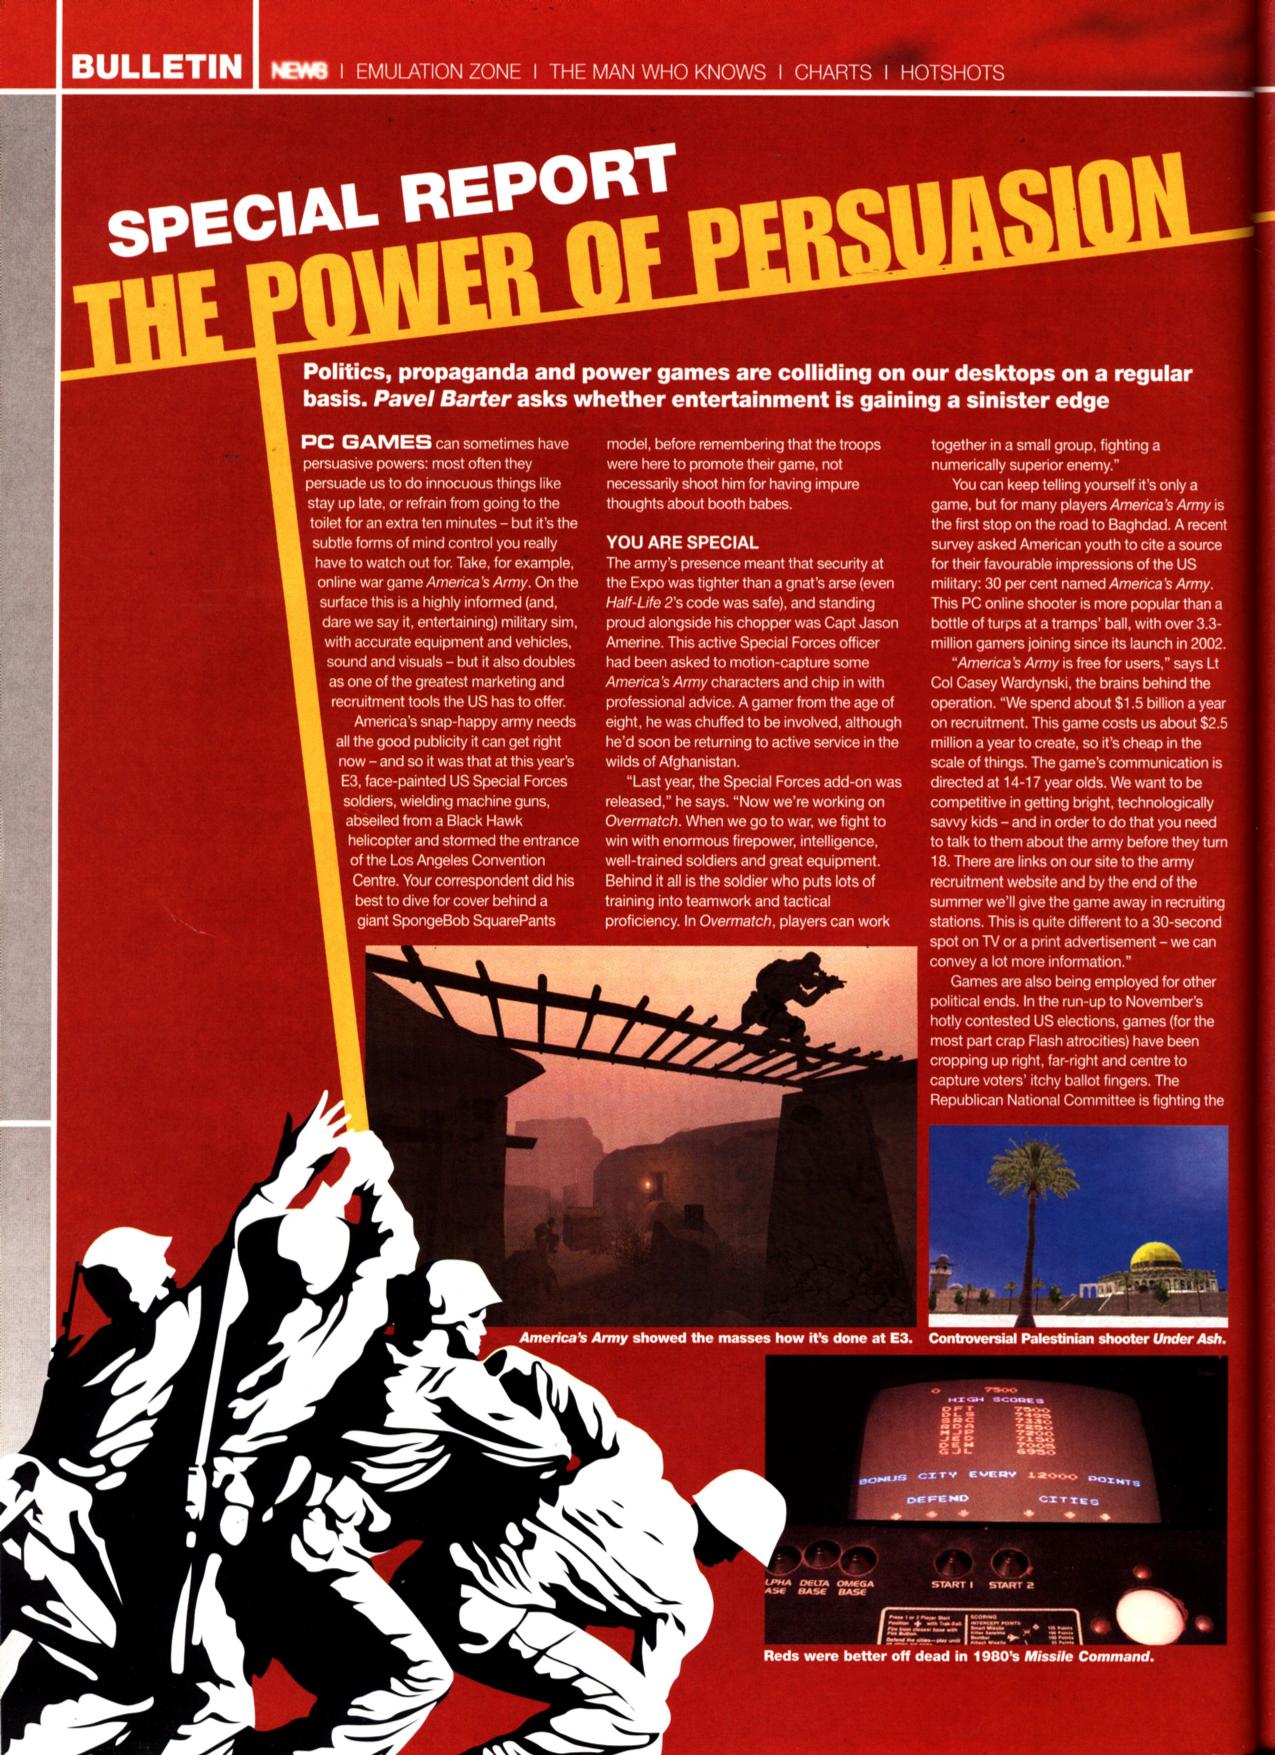 BULLETIN
NEWS | EMULATION ZONE | THE MAN WHO KNOWS | CHARTS | HOTSHOTS
SPECIAL REPORT
THE POWER OF PERSUASION
Politics, propaganda and power games are colliding on our desktops on a regular
basis. Pavel Barter asks whether entertainment is gaining a sinister edge
PC GAMES can sometimes have
persuasive powers: most often they
persuade us to do innocuous things like
stay up late, or refrain from going to the
toilet for an extra ten minutes – but it's the
subtle forms of mind control you really
have to watch out for. Take, for example,
online war game America's Army. On the
surface this is a highly informed (and,
dare we say it, entertaining) military sim,
with accurate equipment and vehicles,
sound and visuals – but it also doubles
as one of the greatest marketing and
recruitment tools the US has to offer.
America's snap-happy army needs
all the good publicity it can get right
now – and so it was that at this year's
E3, face-painted US Special Forces
soldiers, wielding machine guns,
abseiled from a Black Hawk
helicopter and stormed the entrance
of the Los Angeles Convention
Centre. Your correspondent did his
best to dive for cover behind a
giant SpongeBob SquarePants
model, before remembering that the troops
were here to promote their game, not
necessarily shoot him for having impure
thoughts about booth babes.
YOU ARE SPECIAL
The army's presence meant that security at
the Expo was tighter than a gnat's arse (even
Half-Life 2's code was safe), and standing
proud alongside his chopper was Capt Jason
Amerine. This active Special Forces officer
had been asked to motion-capture some
America's Army characters and chip in with
professional advice. A gamer from the age of
eight, he was chuffed to be involved, although
he'd soon be returning to active service in the
wilds of Afghanistan.
"Last year, the Special Forces add-on was
released," he says. "Now we're working on
Overmatch. When we go to war, we fight to
win with enormous firepower, intelligence,
well-trained soldiers and great equipment.
Behind it all is the soldier who puts lots of
training into teamwork and tactical
proficiency. In Overmatch, players can work
together in a small group, fighting a
numerically superior enemy."
You can keep telling yourself it's only a
game, but for many players America's Army is
the first stop on the road to Baghdad. A recent
survey asked American youth to cite a source
for their favourable impressions of the US
military: 30 per cent named America's Army.
This PC online shooter is more popular than a
bottle of turps at a tramps' ball, with over 3.3-
million gamers joining since its launch in 2002.
"America's Army is free for users," says Lt
Col Casey Wardynski, the brains behind the
operation. "We spend about $1.5 billion a year
on recruitment. This game costs us about $2.5
million a year to create, so it's cheap in the
scale of things. The game's communication is
directed at 14-17 year olds. We want to be
competitive in getting bright, technologically
savvy kids – and in order to do that you need
to talk to them about the army before they turn
18. There are links on our site to the army
recruitment website and by the end of the
summer we'll give the game away in recruiting
stations. This is quite different to a 30-second
spot on TV or a print advertisement – we can
convey a lot more information."
Games are also being employed for other
political ends. In the run-up to November's
hotly contested US elections, games (for the
most part crap Flash atrocities) have been
cropping up right, far-right and centre to
capture voters' itchy ballot fingers. The
Republican National Committee is fighting the
America's Army showed the masses how it's done at E3.
Controversial Palestinian shooter Under Ash.
0 7500
HIGH SCORES
DFT 7500
BONUS CITY EVERY 12000 POINTS
DEFEND CITIES
LPHA DELTA OMEGA
ASE BASE BASE
START 1 START 2
SCORING
INTERCEPT POINTS:
Reds were better off dead in 1980's Missile Command.